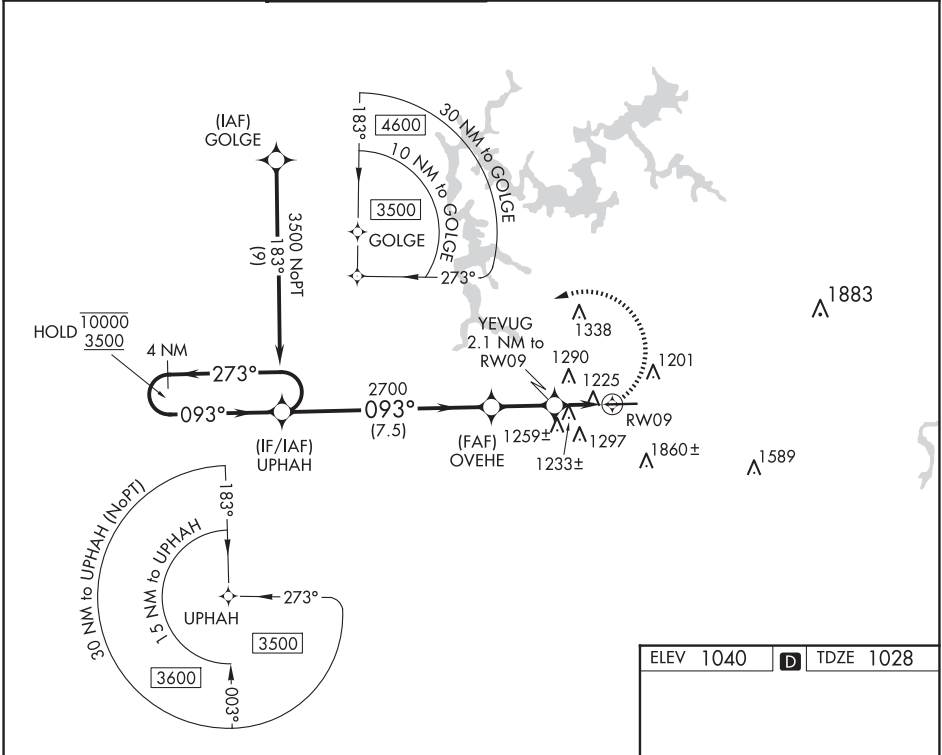 (IAF)
GOLGE
183°
4600
30 NM to GOLGE
10 NM to GOLGE
3500
GOLGE
273°
3500 NoPT
183°
(9)
1883
HOLD 10000
3500
4 NM
273°
093°
(IF/IAF)
UPHAH
2700
093°
(7.5)
(FAF)
OVEHE
YEVUG
2.1 NM to
RW09
1338
1290
1225
1201
RW09
1259±
1233±
1297
1860±
1589
30 NM to UPHAH (NoPT)
15 NM to UPHAH
183°
UPHAH
273°
3500
3600
003°
ELEV 1040 D TDZE 1028